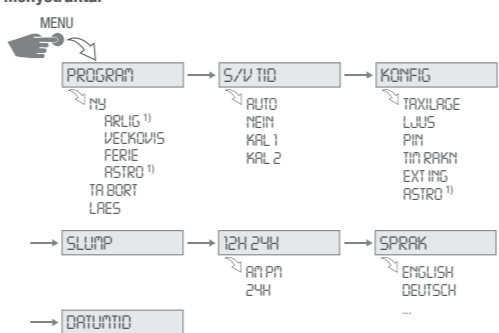 Menystruktur
MENU
PROGRAM
NY
ARLIG 1)
VECKOVIS
FERIE
ASTRO 1)
TA BORT
LAES
S/V TID
AUTO
NEIN
KAL 1
KAL 2
KONFIG
TAXILAGE
LJUS
PIN
TIM RAKN
EXT ING
ASTRO 1)
SLUMP
12H 24H
AM PM
24H
SPRAK
ENGLISH
DEUTSCH
...
DATUMTID